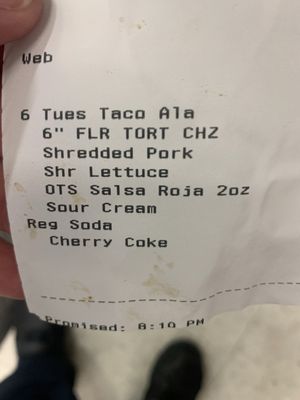 Web
6 Tues Taco Ala
6" FLR TORT CHZ
Shredded Pork
Shr Lettuce
OTS Salsa Roja 2oz
Sour Cream
Reg Soda
Cherry Coke
Promised: 8:10 PM